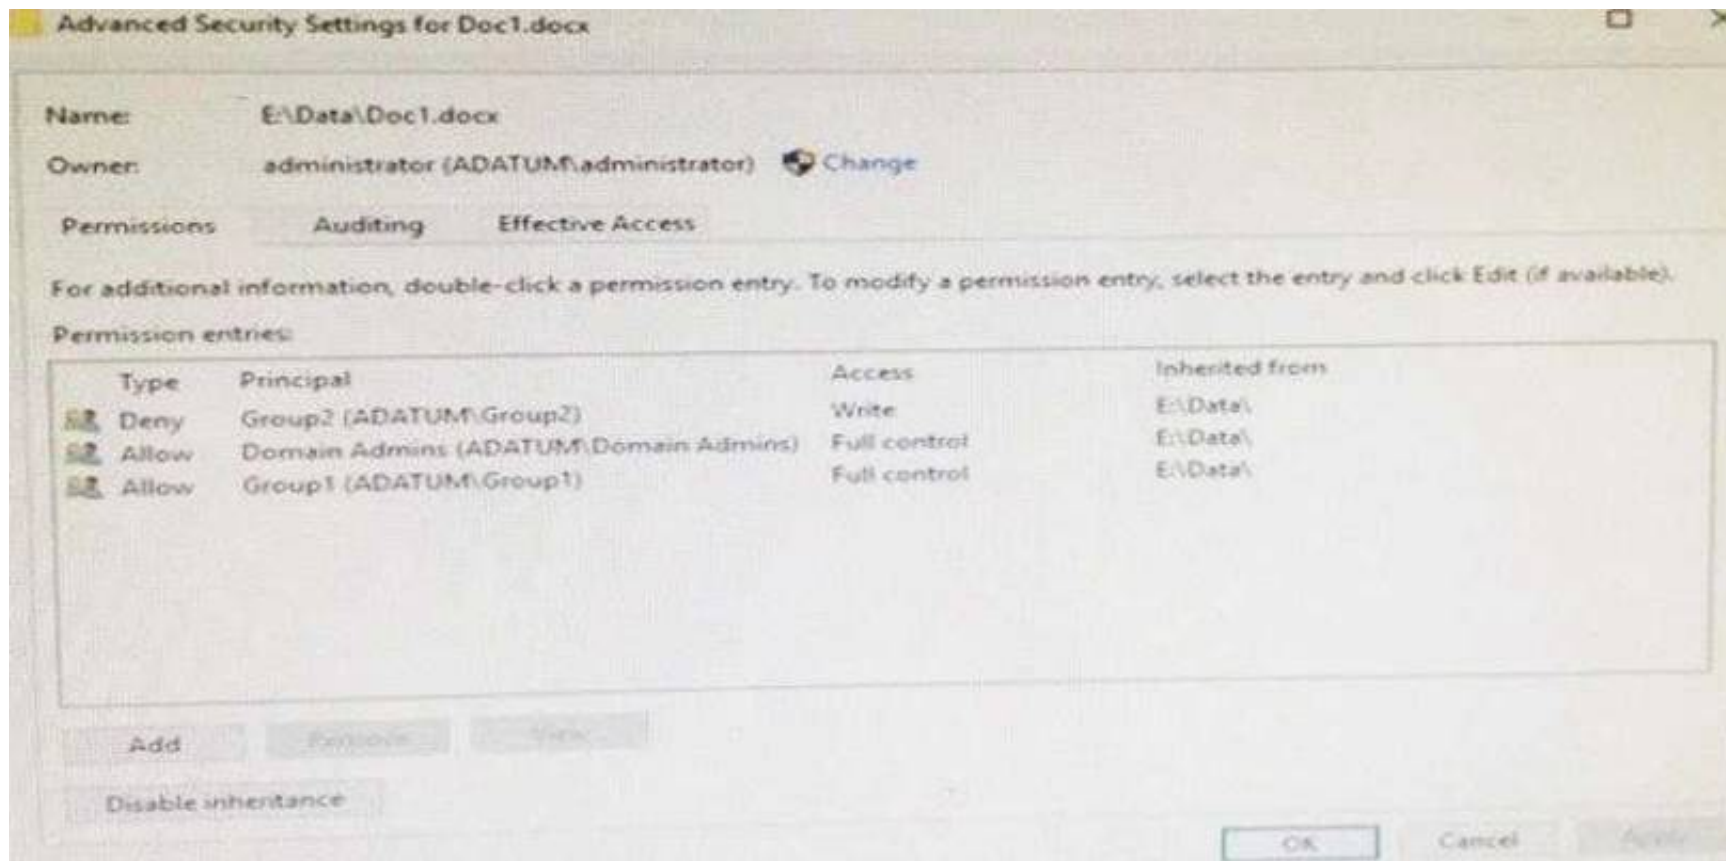 Advanced Security Settings for Doc1.docx
Name: E:\Data\Doc1.docx
Owner: administrator (ADATUM\administrator) Change
Permissions Auditing Effective Access
For additional information, double-click a permission entry. To modify a permission entry, select the entry and click Edit (if available).
Permission entries:
Type Principal Access Inherited from
Deny Group2 (ADATUM\Group2) Write E:\Data\
Allow Domain Admins (ADATUM\Domain Admins) Full control E:\Data\
Allow Group1 (ADATUM\Group1) Full control E:\Data\
Add Remove View
Disable inheritance
OK Cancel Apply